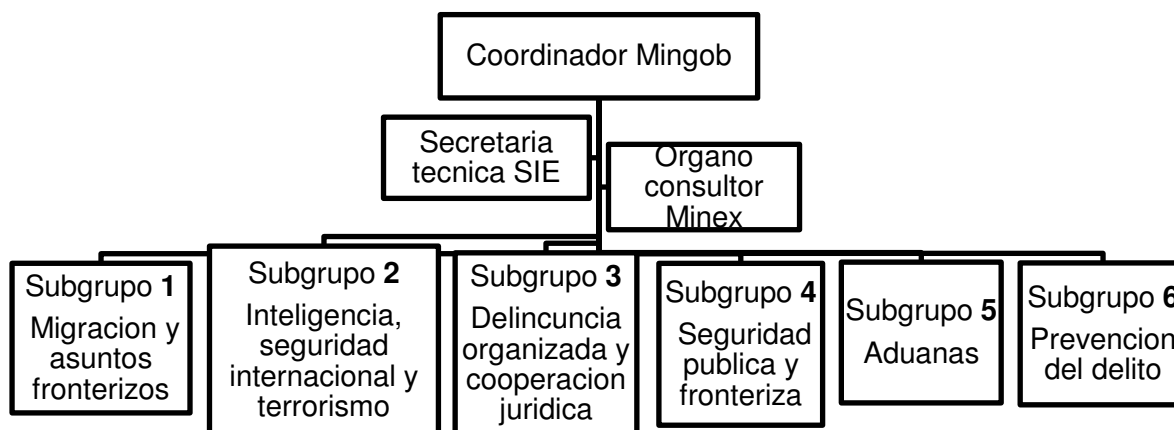 Coordinador Mingob
Secretaria
tecnica SIE
Organo
consultor
Minex
Subgrupo 1
Migracion y
asuntos
fronterizos
Subgrupo 2
Inteligencia,
seguridad
internacional y
terrorismo
Subgrupo 3
Delincuncia
organizada y
cooperacion
juridica
Subgrupo 4
Seguridad
publica y
fronteriza
Subgrupo 5
Aduanas
Subgrupo 6
Prevencion
del delito